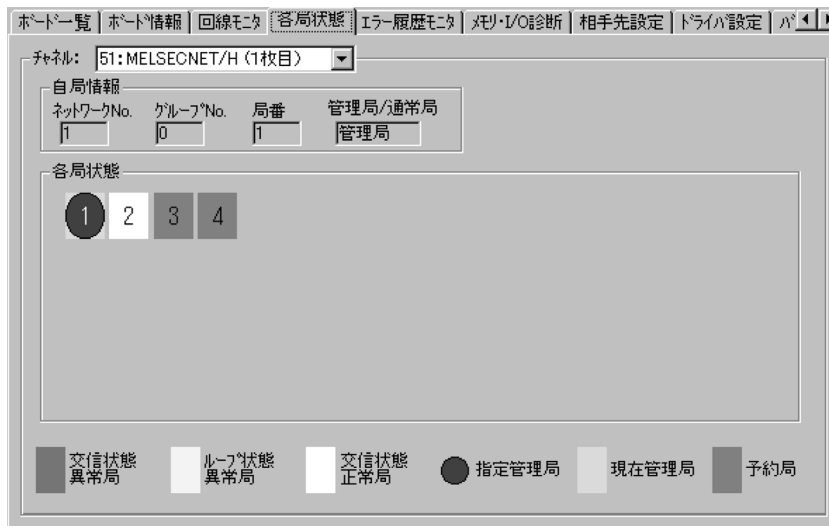 ﾎﾞｰﾄﾞ一覧 ﾎﾞｰﾄﾞ情報 回線ﾓﾆﾀ 各局状態 ｴﾗｰ履歴ﾓﾆﾀ ﾒﾓﾘ･I/O診断 相手先設定 ﾄﾞﾗｲﾊﾞ設定
ﾁｬﾈﾙ: 51:MELSECNET/H (1枚目)
自局情報
ﾈｯﾄﾜｰｸNo. ｸﾞﾙｰﾌﾟNo. 局番 管理局/通常局
1 0 1 管理局
各局状態
1 2 3 4
交信状態 ﾙｰﾌﾟ状態 交信状態
異常局 異常局 正常局 指定管理局 現在管理局 予約局